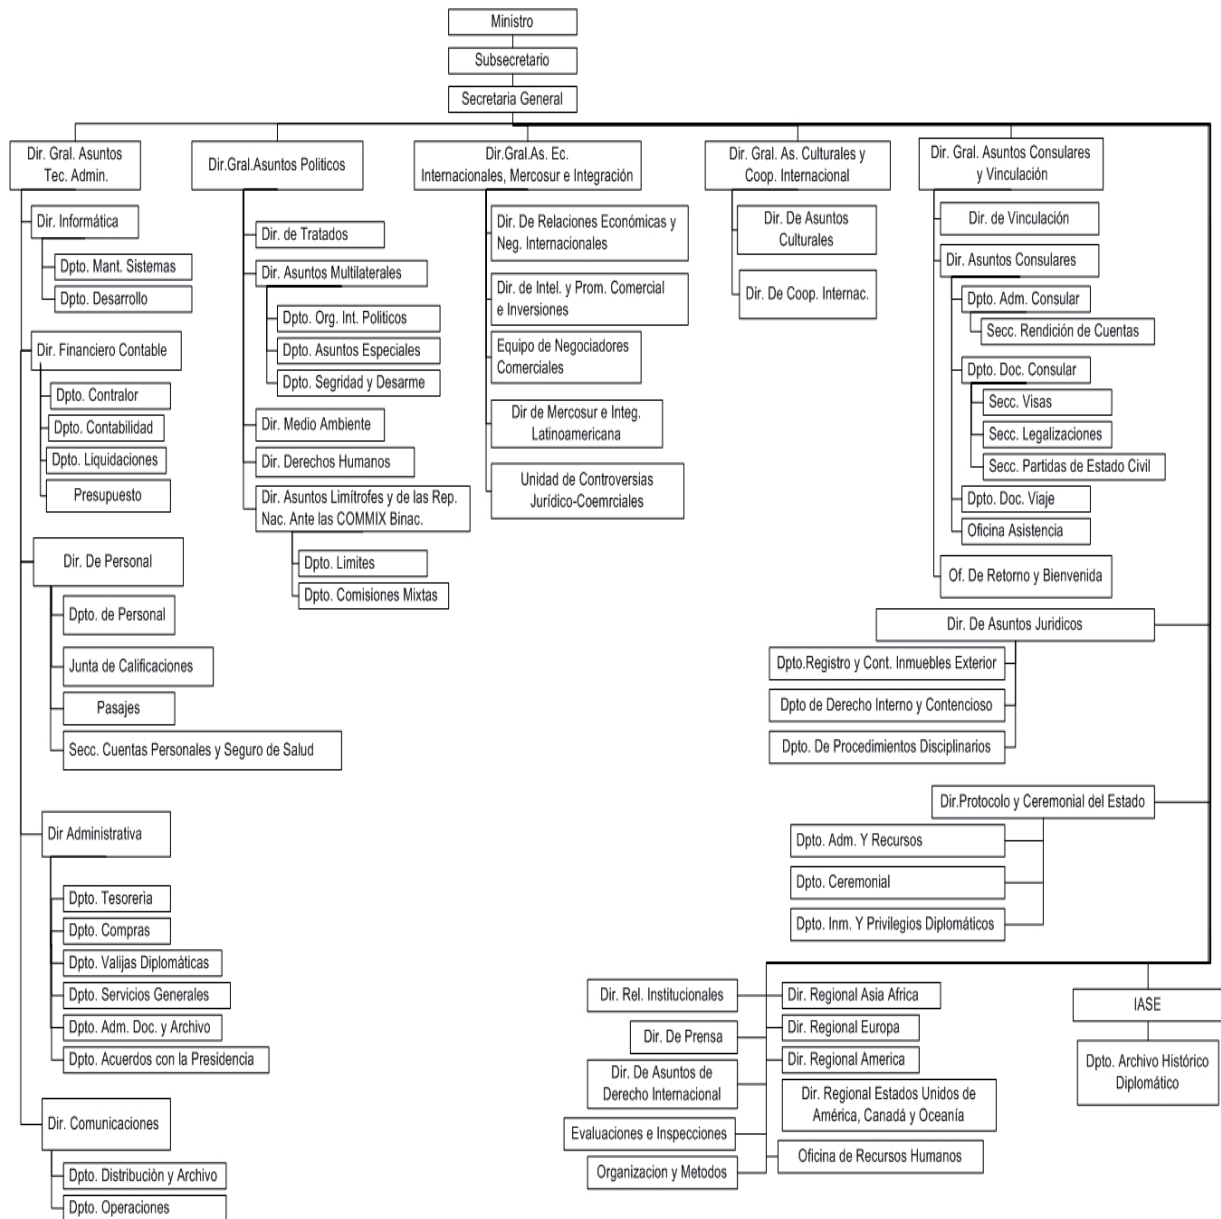 Ministro
Subsecretario
Secretaria General
Dir. Gral. Asuntos
Tec. Admin.
Dir. Informática
Dpto. Mant. Sistemas
Dpto. Desarrollo
Dir. Financiero Contable
Dpto. Contralor
Dpto. Contabilidad
Dpto. Liquidaciones
Presupuesto
Dir. De Personal
Dpto. de Personal
Junta de Calificaciones
Pasajes
Secc. Cuentas Personales y Seguro de Salud
Dir Administrativa
Dpto. Tesorerìa
Dpto. Compras
Dpto. Valijas Diplomàticas
Dpto. Servicios Generales
Dpto. Adm. Doc. y Archivo
Dpto. Acuerdos con la Presidencia
Dir. Comunicaciones
Dpto. Distribuciòn y Archivo
Dpto. Operaciones
Dir.Gral.Asuntos Politicos
Dir. de Tratados
Dir. Asuntos Multilaterales
Dpto. Org. Int. Politicos
Dpto. Asuntos Especiales
Dpto. Segridad y Desarme
Dir. Medio Ambiente
Dir. Derechos Humanos
Dir. Asuntos Limítrofes y de las Rep.
Nac. Ante las COMMIX Binac.
Dpto. Limites
Dpto. Comisiones Mixtas
Dir.Gral.As. Ec.
Internacionales, Mercosur e Integración
Dir. De Relaciones Económicas y
Neg. Internacionales
Dir. de Intel. y Prom. Comercial
e Inversiones
Equipo de Negociadores
Comerciales
Dir de Mercosur e Integ.
Latinoamericana
Unidad de Controversias
Jurídico-Coemrciales
Dir. Gral. As. Culturales y
Coop. Internacional
Dir. De Asuntos
Culturales
Dir. De Coop. Internac.
Dir. Gral. Asuntos Consulares
y Vinculación
Dir. de Vinculación
Dir. Asuntos Consulares
Dpto. Adm. Consular
Secc. Rendición de Cuentas
Dpto. Doc. Consular
Secc. Visas
Secc. Legalizaciones
Secc. Partidas de Estado Civil
Dpto. Doc. Viaje
Oficina Asistencia
Of. De Retorno y Bienvenida
Dir. De Asuntos Juridicos
Dpto.Registro y Cont. Inmuebles Exterior
Dpto de Derecho Interno y Contencioso
Dpto. De Procedimientos Disciplinarios
Dir.Protocolo y Ceremonial del Estado
Dpto. Adm. Y Recursos
Dpto. Ceremonial
Dpto. Inm. Y Privilegios Diplomáticos
Dir. Rel. Institucionales
Dir. De Prensa
Dir. De Asuntos de
Derecho Internacional
Evaluaciones e Inspecciones
Organizacion y Metodos
Dir. Regional Asia Africa
Dir. Regional Europa
Dir. Regional America
Dir. Regional Estados Unidos de
América, Canadá y Oceanía
Oficina de Recursos Humanos
IASE
Dpto. Archivo Histórico
Diplomático